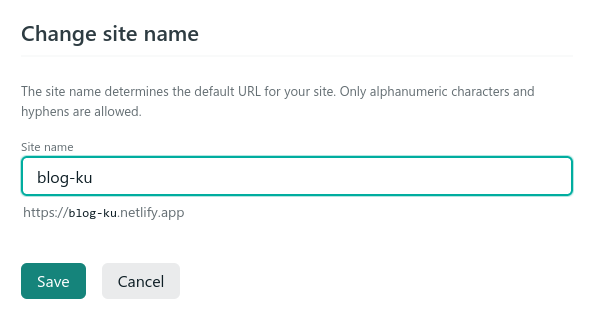 Change site name
The site name determines the default URL for your site. Only alphanumeric characters and
hyphens are allowed.
Site name
blog-ku
https://blog-ku.netlify.app
Save Cancel